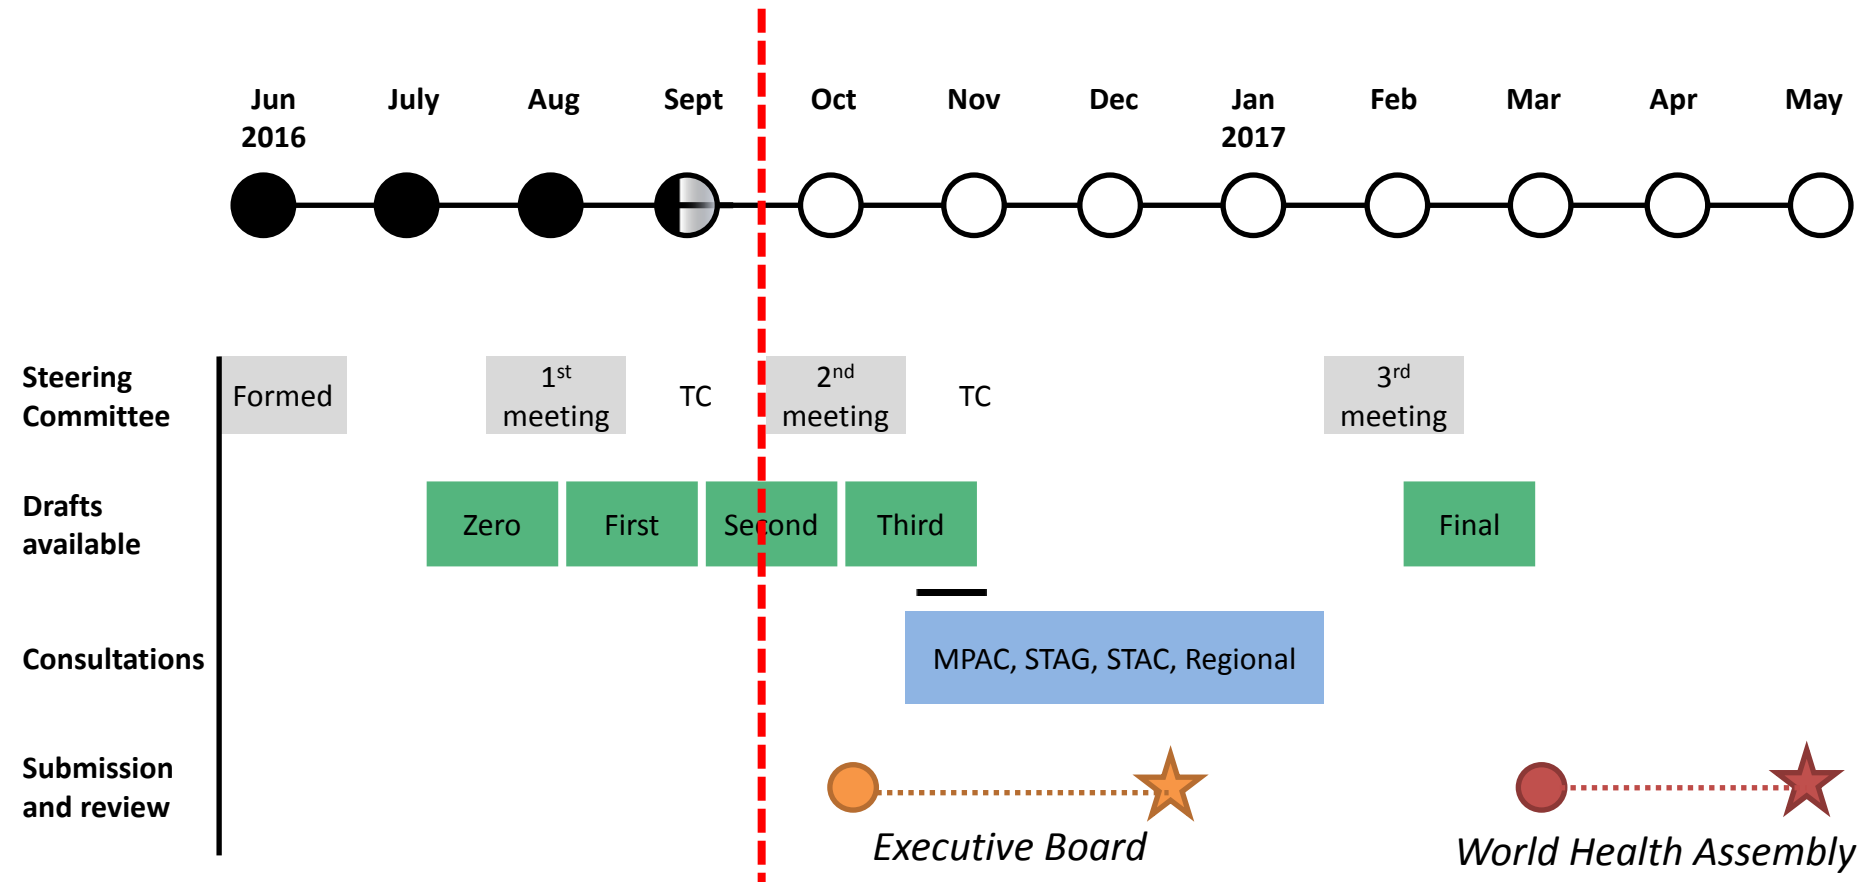 Jun July Aug Sept Oct Nov Dec Jan Feb Mar Apr May
2016 2017
Steering
Committee
Formed
1st
meeting
TC
2nd
meeting
TC
3rd
meeting
Drafts
available
Zero First Second Third Final
Consultations
MPAC, STAG, STAC, Regional
Submission
and review
Executive Board
World Health Assembly